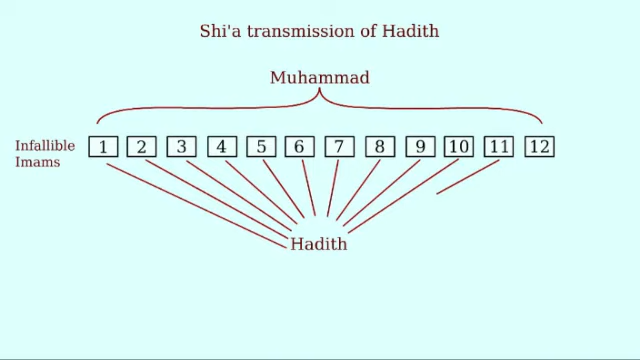 Shi'a transmission of Hadith
Muhammad
Infallible
Imams
1 2 3 4 5 6 7 8 9 10 11 12
Hadith